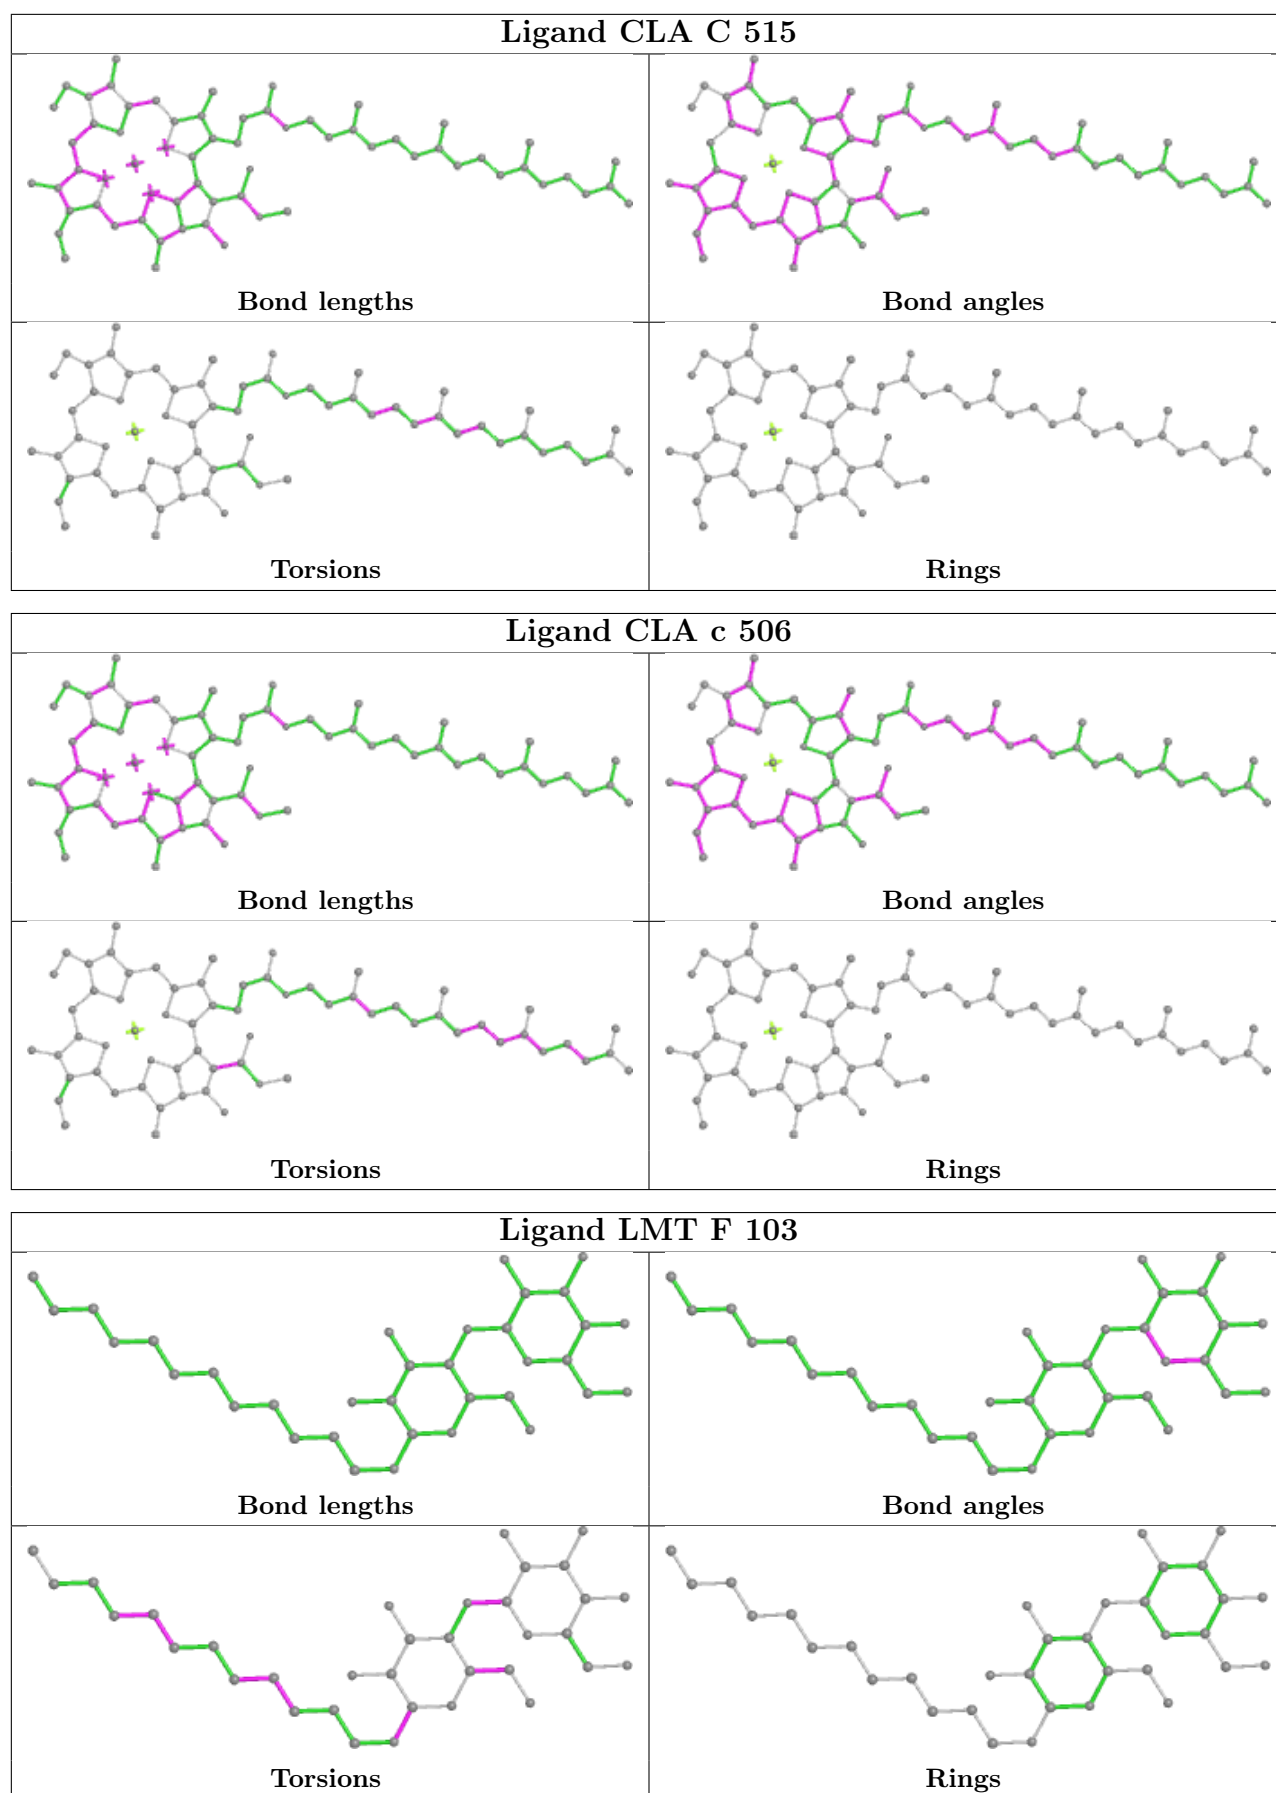 Ligand CLA C 515
Bond lengths
Bond angles
Torsions
Rings
Ligand CLA c 506
Bond lengths
Bond angles
Torsions
Rings
Ligand LMT F 103
Bond lengths
Bond angles
Torsions
Rings